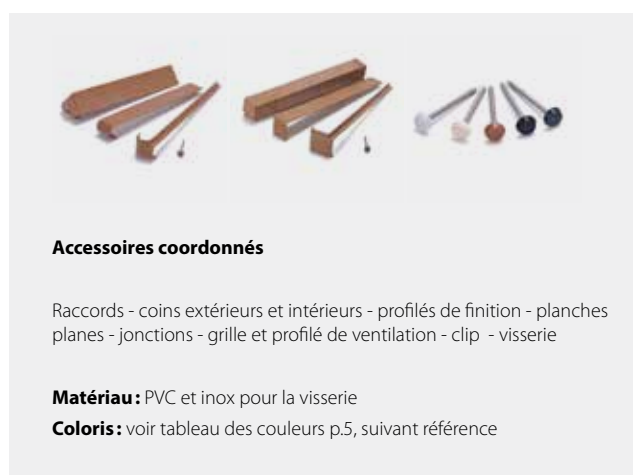 Accessoires coordonnés
Raccords - coins extérieurs et intérieurs - profilés de finition - planches
planes - jonctions - grille et profilé de ventilation - clip - visserie
Matériau : PVC et inox pour la visserie
Coloris : voir tableau des couleurs p.5, suivant référence